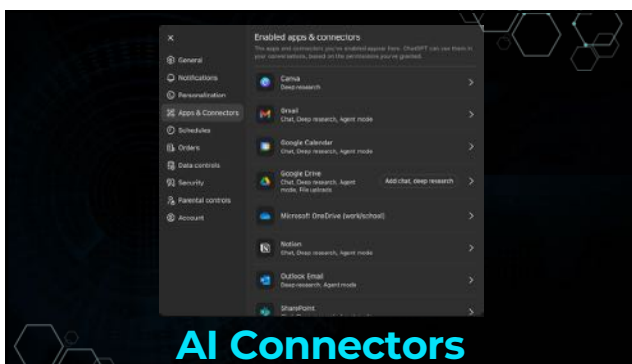 Enabled apps & connectors
The apps and connectors you've enabled appear here. ChatGPT can use them in
your conversations, based on the permissions you've granted.
General
Notifications
Personalization
Apps & Connectors
Schedules
Orders
Data controls
Security
Parental controls
Account
Canva
Deep research
Gmail
Chat, Deep research, Agent mode
Google Calendar
Chat, Deep research, Agent mode
Google Drive
Chat, Deep research, Agent
mode, File uploads
Add chat, deep research
Microsoft OneDrive (work/school)
Notion
Chat, Deep research, Agent mode
Outlook Email
Deep research, Agent mode
SharePoint
AI Connectors